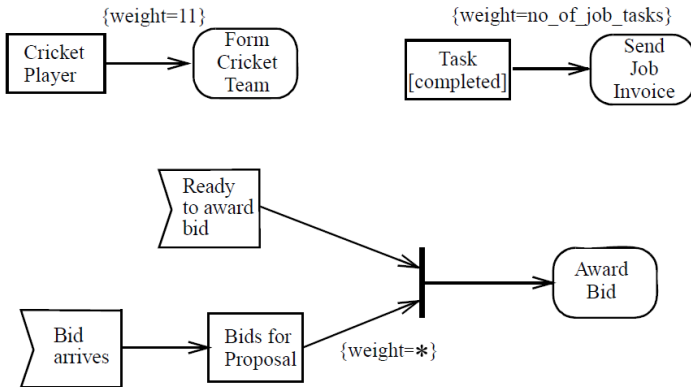 {weight=11}
Cricket
Player
Form
Cricket
Team
{weight=no_of_job_tasks}
Task
[completed]
Send
Job
Invoice
Ready
to award
bid
Award
Bid
Bid
arrives
Bids for
Proposal
{weight=*}